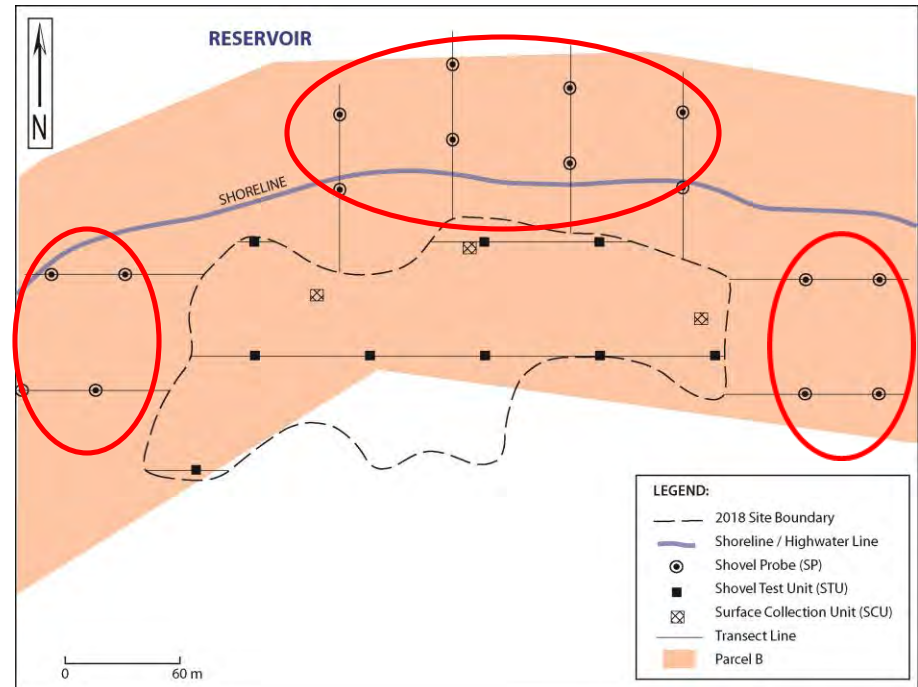 RESERVOIR
N
SHORELINE
LEGEND:
2018 Site Boundary
Shoreline / Highwater Line
Shovel Probe (SP)
Shovel Test Unit (STU)
Surface Collection Unit (SCU)
Transect Line
Parcel B
0 60 m